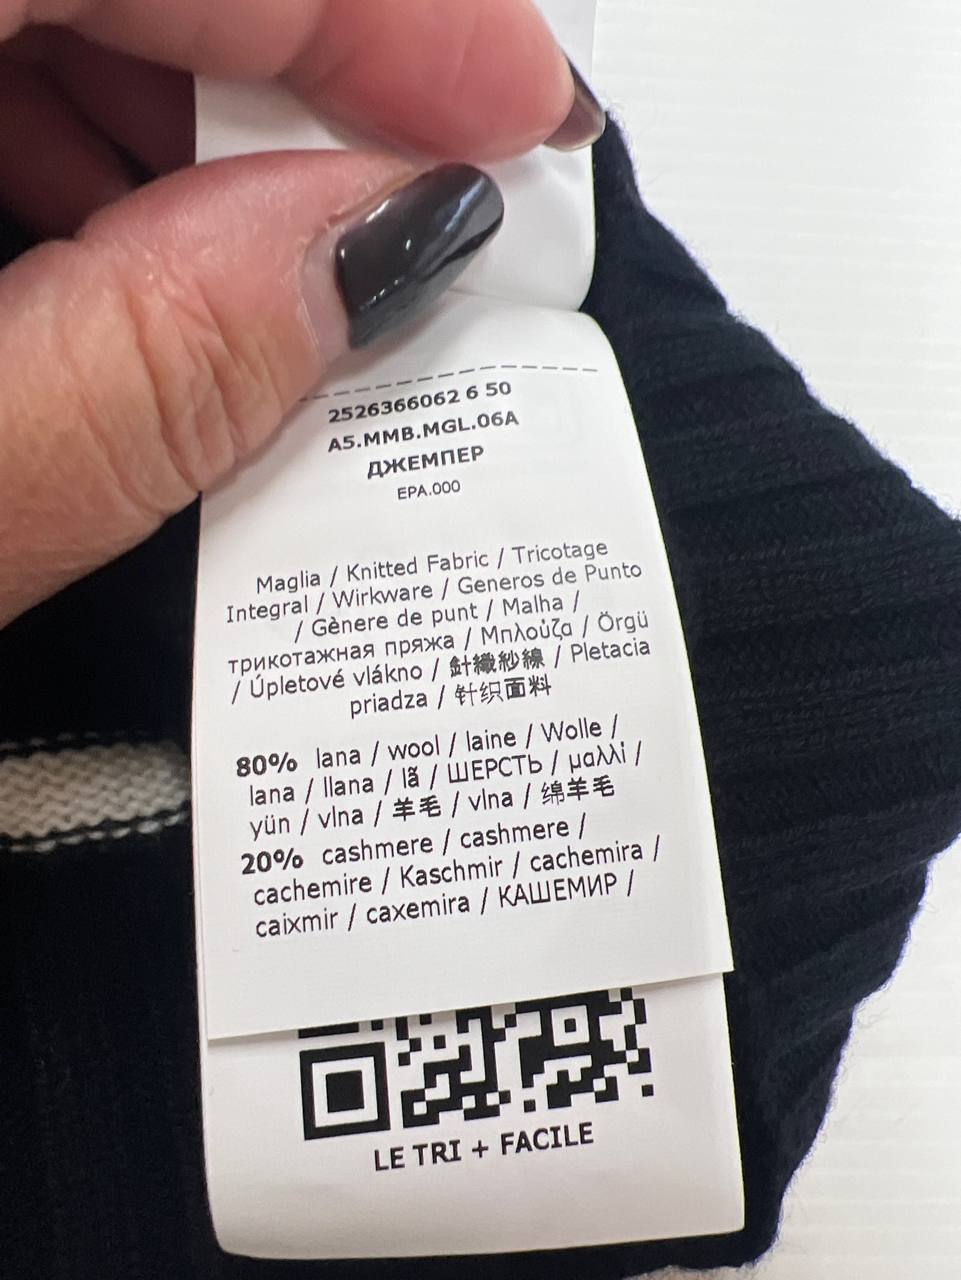 2526366062 6 50
A5.MMB.MGL.06A
ДЖЕМПЕР
EPA.000
Maglia / Knitted Fabric / Tricotage
Integral / Wirkware / Generos de Punto
/ Gènere de punt / Malha /
трикотажная пряжа / Μπλούζα / Örgü
/ Úpletové vlákno / 針織紗線 / Pletacia
priadza / 针织面料
80% lana / wool / laine / Wolle /
lana / llana / lã / ШЕРСТЬ / μαλλί /
yün / vlna / 羊毛 / vlna / 绵羊毛
20% cashmere / cashmere /
cachemire / Kaschmir / cachemira /
caixmir / caxemira / КАШЕМИР /
LE TRI + FACILE